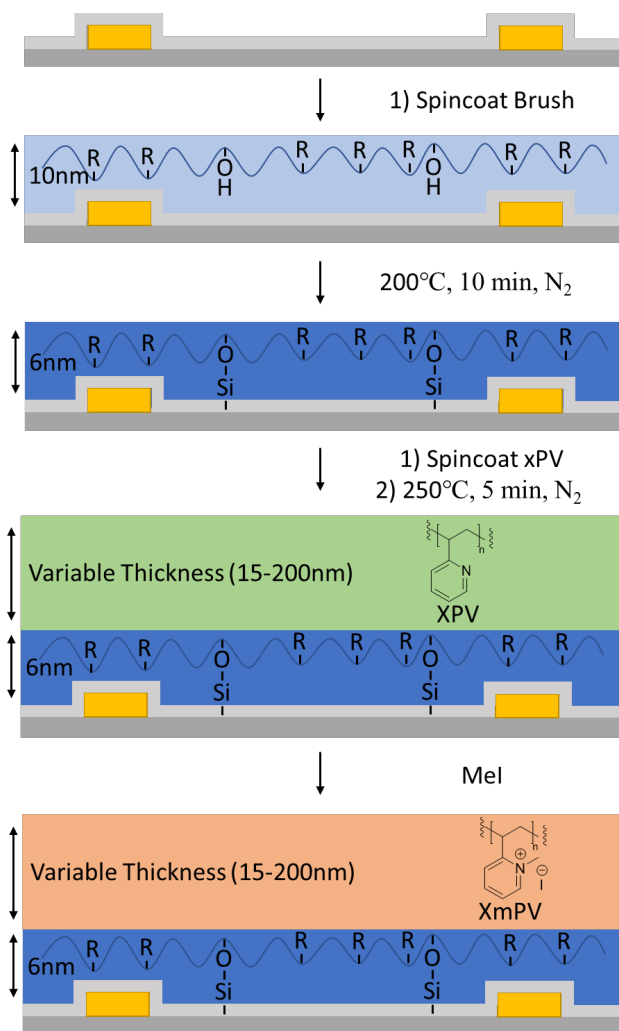 1) Spincoat Brush
R R O R R R O R R
H H
10nm
200°C, 10 min, N₂
R R O R R R O R R
6nm
Si Si
1) Spincoat xPV
2) 250°C, 5 min, N₂
Variable Thickness (15-200nm)
n
N
XPV
R R O R R R O R R
6nm
Si Si
MeI
Variable Thickness (15-200nm)
n
N⊕
⊖
I
XmPV
R R O R R R O R R
6nm
Si Si